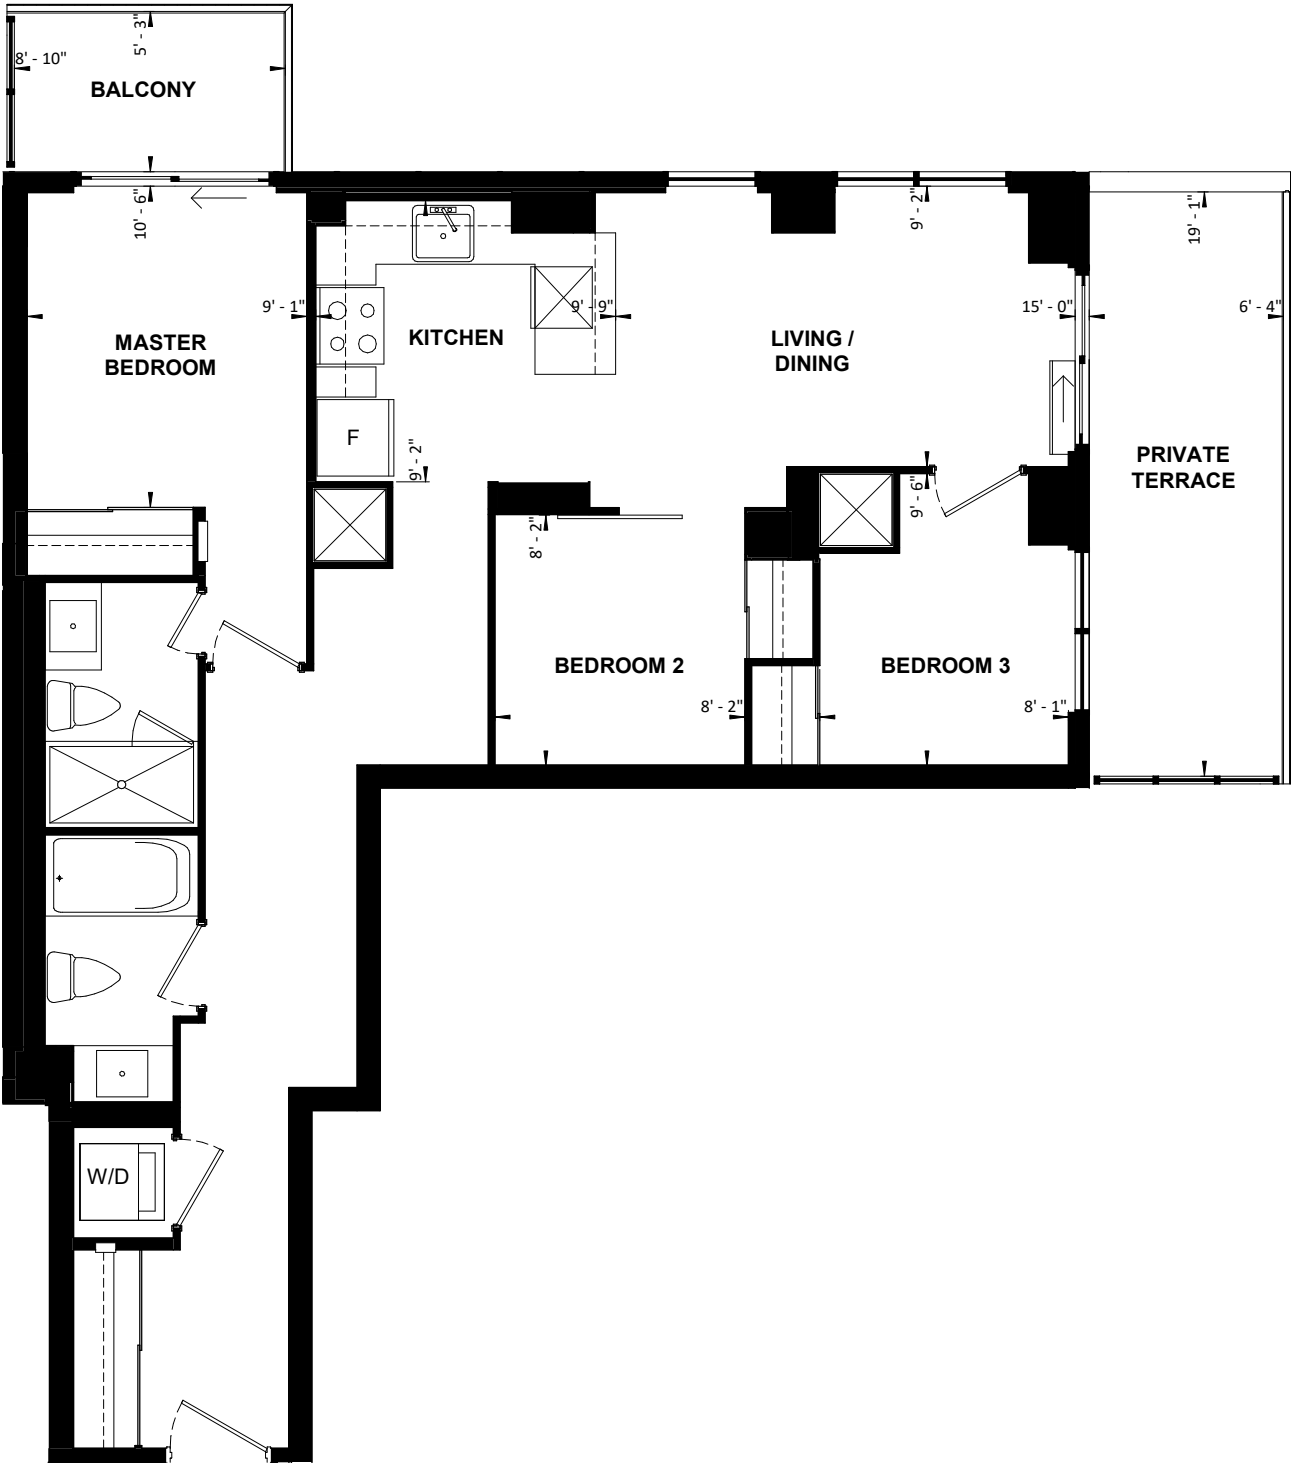 5' - 3"
8' - 10"
BALCONY
10' - 6"
9' - 2"
19' - 1"
9' - 1"
9' - 9"
15' - 0"
6' - 4"
MASTER
BEDROOM
KITCHEN
LIVING /
DINING
F
9' - 2"
PRIVATE
TERRACE
9' - 6"
8' - 2"
BEDROOM 2
BEDROOM 3
8' - 2"
8' - 1"
W/D